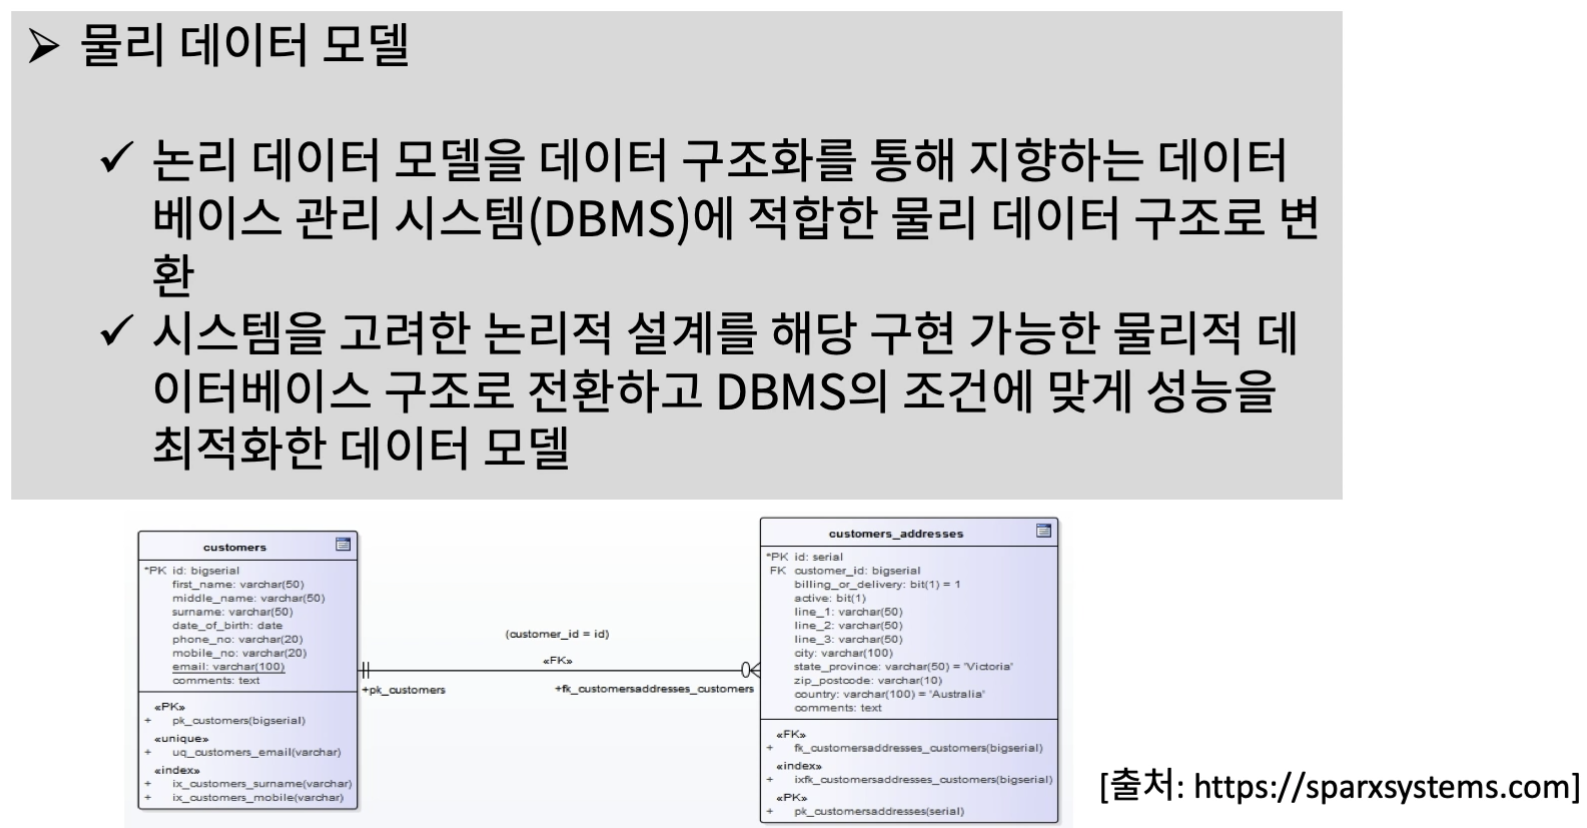 ➢ 물리 데이터 모델
✓ 논리 데이터 모델을 데이터 구조화를 통해 지향하는 데이터
베이스 관리 시스템(DBMS)에 적합한 물리 데이터 구조로 변
환
✓ 시스템을 고려한 논리적 설계를 해당 구현 가능한 물리적 데
이터베이스 구조로 전환하고 DBMS의 조건에 맞게 성능을
최적화한 데이터 모델
customers
*PK id: bigserial
first_name: varchar(50)
middle_name: varchar(50)
surname: varchar(50)
date_of_birth: date
phone_no: varchar(20)
mobile_no: varchar(20)
email: varchar(100)
comments: text
«PK»
+ pk_customers(bigserial)
«unique»
+ uq_customers_email(varchar)
«index»
+ ix_customers_surname(varchar)
+ ix_customers_mobile(varchar)
(customer_id = id)
«FK»
+pk_customers
+fk_customersaddresses_customers
customers_addresses
*PK id: serial
FK customer_id: bigserial
billing_or_delivery: bit(1) = 1
active: bit(1)
line_1: varchar(50)
line_2: varchar(50)
line_3: varchar(50)
city: varchar(100)
state_province: varchar(50) = 'Victoria'
zip_postcode: varchar(10)
country: varchar(100) = 'Australia'
comments: text
«FK»
+ fk_customersaddresses_customers(bigserial)
«index»
+ ixfk_customersaddresses_customers(bigserial)
«PK»
+ pk_customersaddresses(serial)
[출처: https://sparxsystems.com]